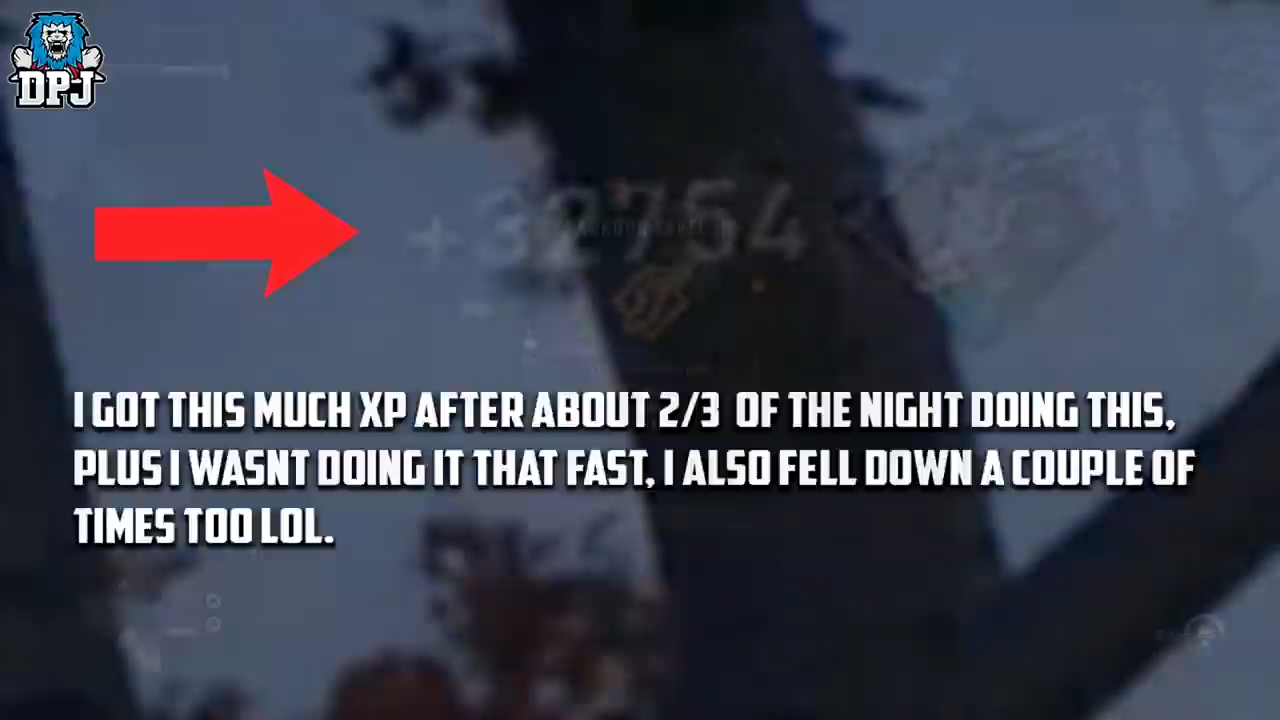 DPJ
+32754
I GOT THIS MUCH XP AFTER ABOUT 2/3 OF THE NIGHT DOING THIS,
PLUS I WASNT DOING IT THAT FAST, I ALSO FELL DOWN A COUPLE OF
TIMES TOO LOL.